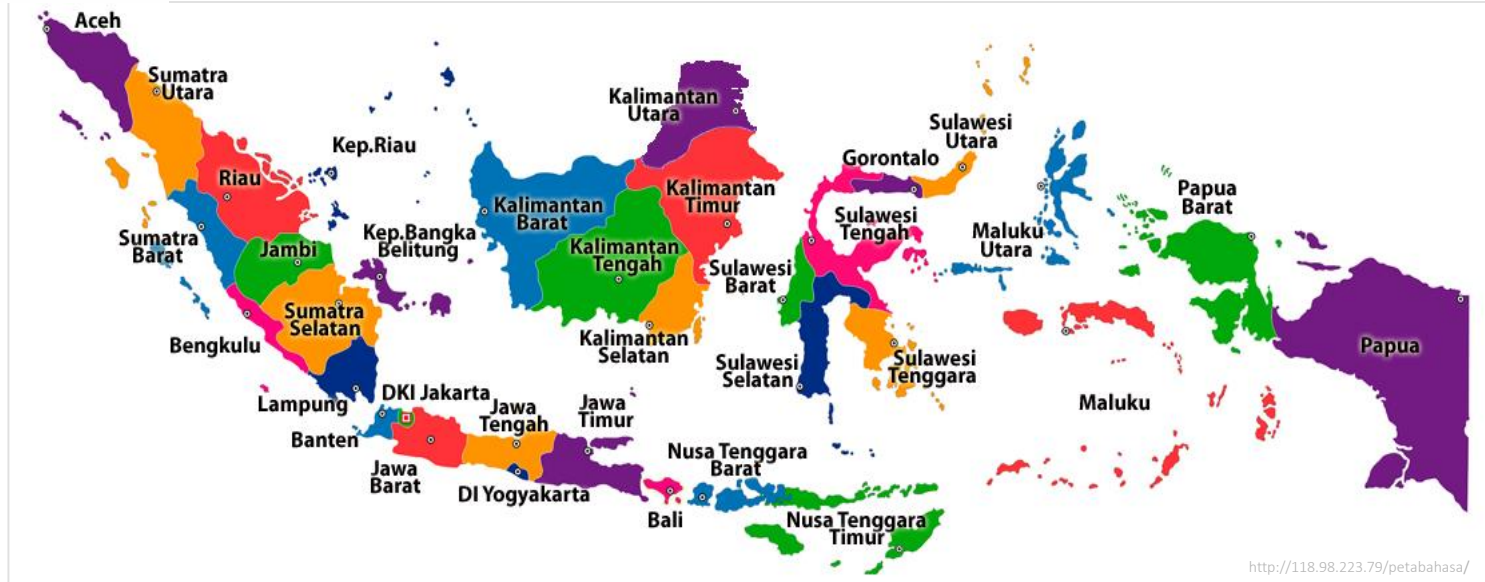 Aceh
Sumatra
Utara
Kep.Riau
Riau
Sumatra
Barat
Jambi
Kep.Bangka
Belitung
Sumatra
Selatan
Bengkulu
Lampung
DKI Jakarta
Banten
Jawa
Barat
Jawa
Tengah
DI Yogyakarta
Jawa
Timur
Bali
Nusa Tenggara
Barat
Nusa Tenggara
Timur
Kalimantan
Utara
Kalimantan
Barat
Kalimantan
Timur
Kalimantan
Tengah
Kalimantan
Selatan
Sulawesi
Utara
Gorontalo
Sulawesi
Tengah
Sulawesi
Barat
Sulawesi
Selatan
Sulawesi
Tenggara
Maluku
Utara
Maluku
Papua
Barat
Papua
http://118.98.223.79/petabahasa/